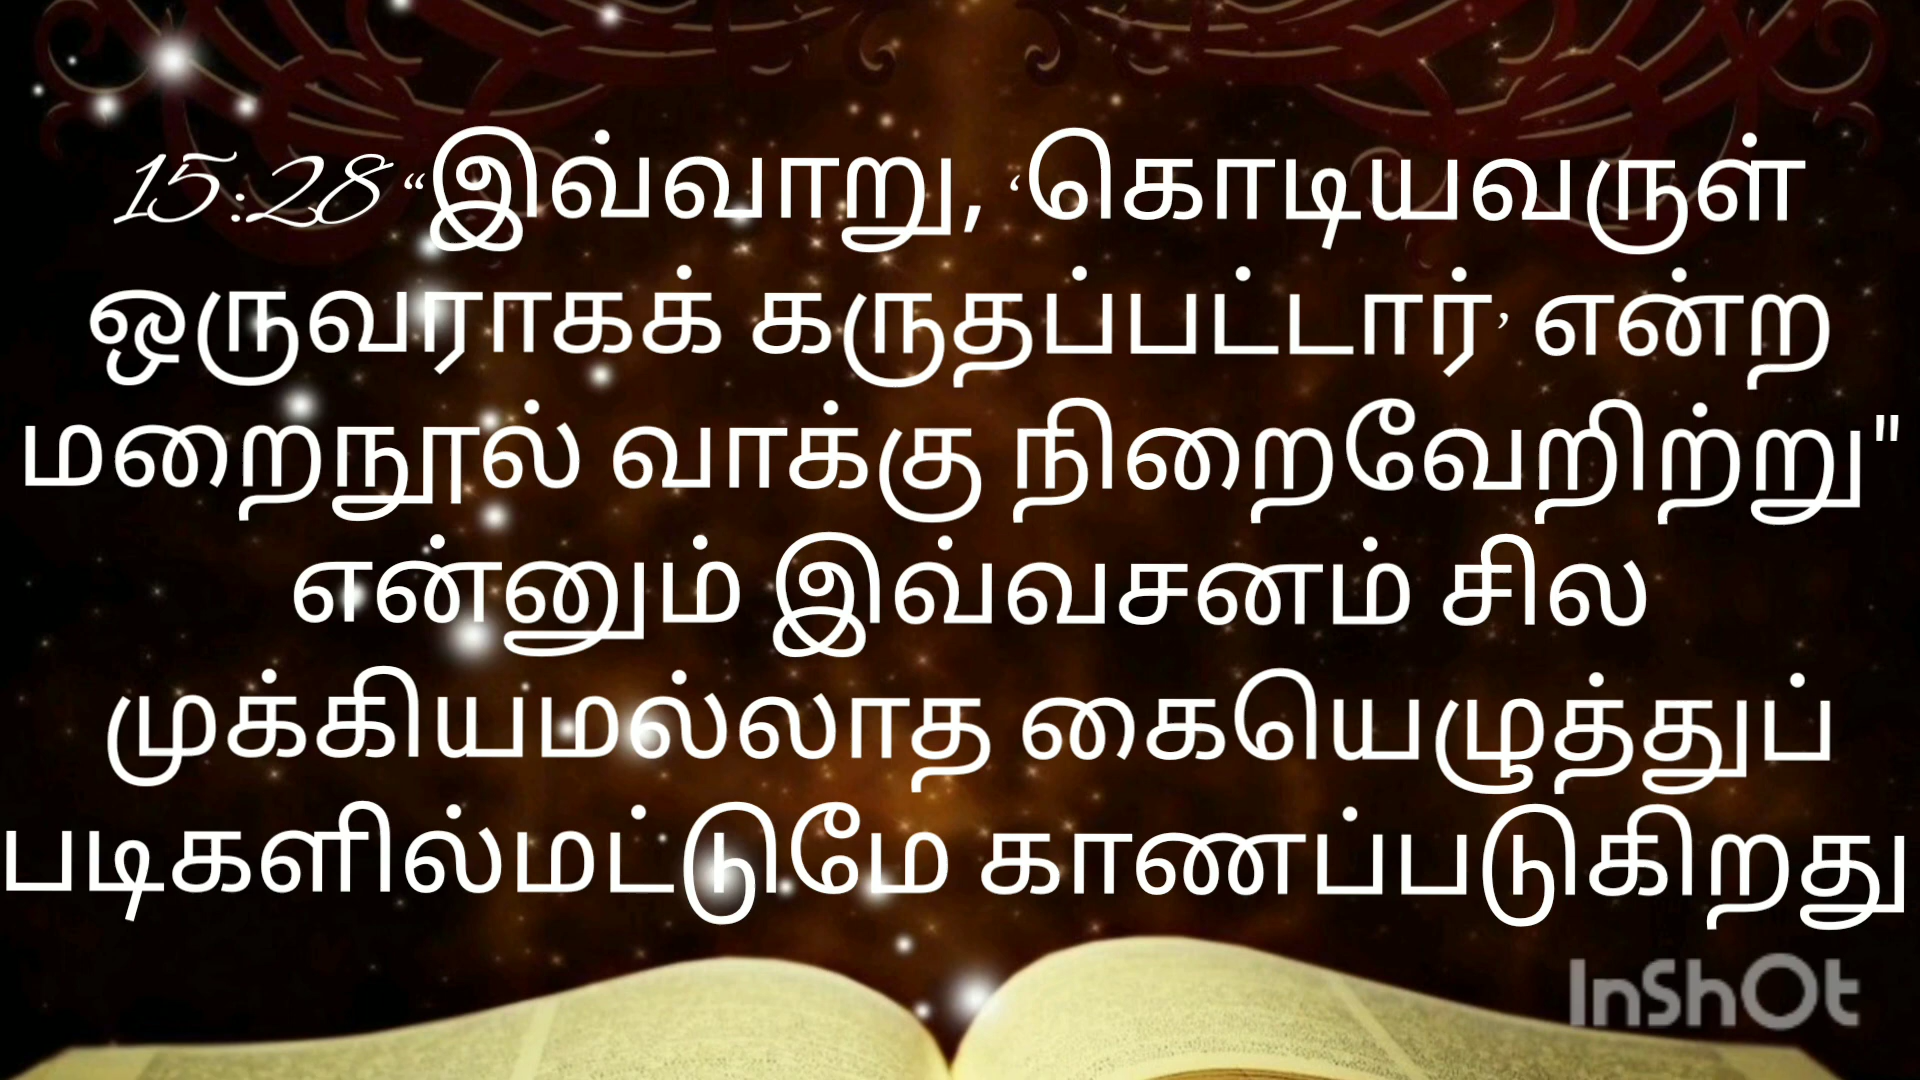 15:28 “இவ்வாறு, ‘கொடியவருள்
ஒருவராகக் கருதப்பட்டார்’ என்ற
மறைநூல் வாக்கு நிறைவேறிற்று"
என்னும் இவ்வசனம் சில
முக்கியமல்லாத கையெழுத்துப்
படிகளில்மட்டுமே காணப்படுகிறது
InShOt